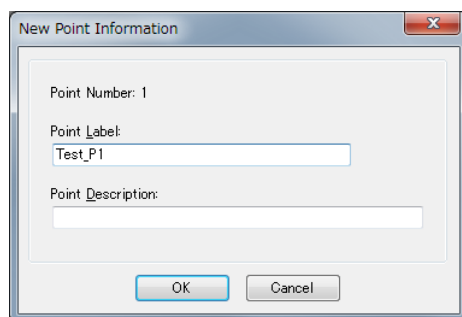 New Point Information
Point Number: 1
Point Label:
Test_P1
Point Description:
OK Cancel